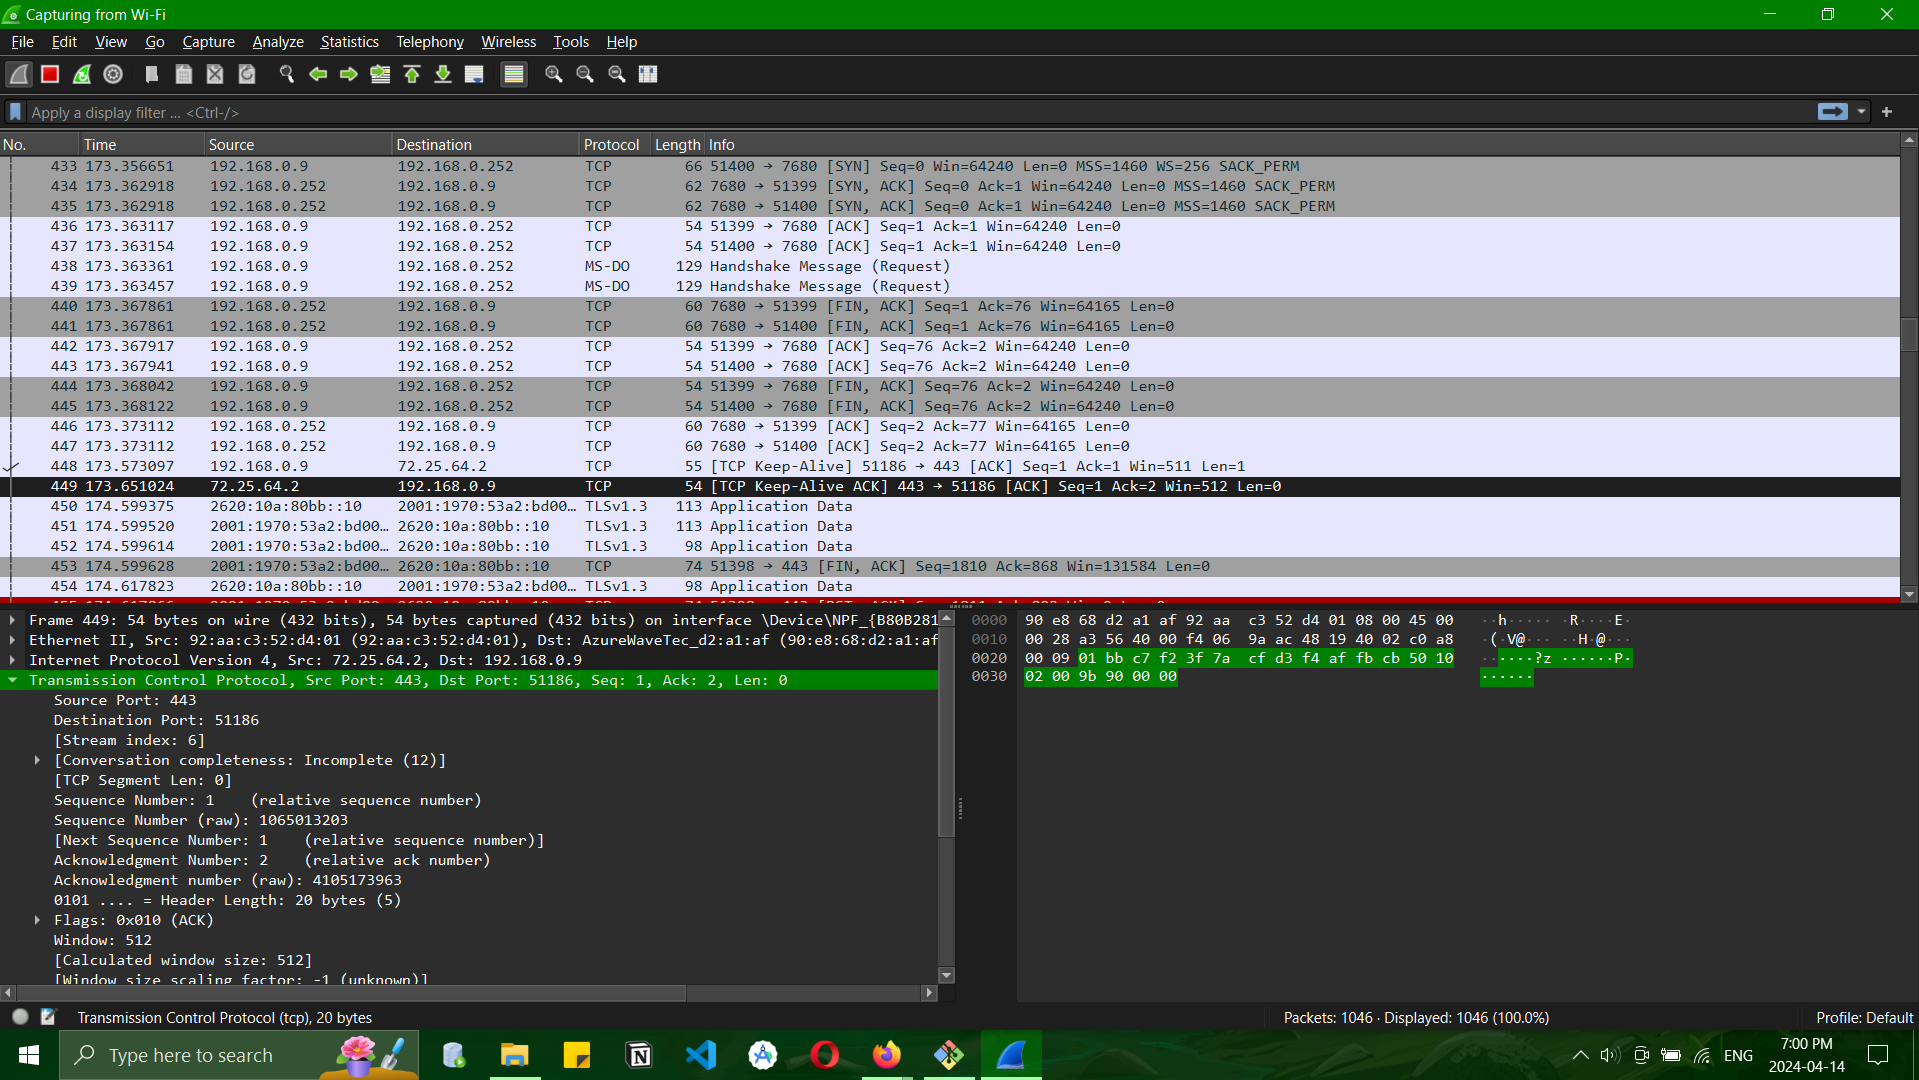 Capturing from Wi-Fi
File Edit View Go Capture Analyze Statistics Telephony Wireless Tools Help
Apply a display filter ... <Ctrl-/>
No. Time Source Destination Protocol Length Info
433 173.356651 192.168.0.9 192.168.0.252 TCP 66 51400 → 7680 [SYN] Seq=0 Win=64240 Len=0 MSS=1460 WS=256 SACK_PERM
434 173.362918 192.168.0.252 192.168.0.9 TCP 62 7680 → 51399 [SYN, ACK] Seq=0 Ack=1 Win=64240 Len=0 MSS=1460 SACK_PERM
435 173.362918 192.168.0.252 192.168.0.9 TCP 62 7680 → 51400 [SYN, ACK] Seq=0 Ack=1 Win=64240 Len=0 MSS=1460 SACK_PERM
436 173.363117 192.168.0.9 192.168.0.252 TCP 54 51399 → 7680 [ACK] Seq=1 Ack=1 Win=64240 Len=0
437 173.363154 192.168.0.9 192.168.0.252 TCP 54 51400 → 7680 [ACK] Seq=1 Ack=1 Win=64240 Len=0
438 173.363361 192.168.0.9 192.168.0.252 MS-DO 129 Handshake Message (Request)
439 173.363457 192.168.0.9 192.168.0.252 MS-DO 129 Handshake Message (Request)
440 173.367861 192.168.0.252 192.168.0.9 TCP 60 7680 → 51399 [FIN, ACK] Seq=1 Ack=76 Win=64165 Len=0
441 173.367861 192.168.0.252 192.168.0.9 TCP 60 7680 → 51400 [FIN, ACK] Seq=1 Ack=76 Win=64165 Len=0
442 173.367917 192.168.0.9 192.168.0.252 TCP 54 51399 → 7680 [ACK] Seq=76 Ack=2 Win=64240 Len=0
443 173.367941 192.168.0.9 192.168.0.252 TCP 54 51400 → 7680 [ACK] Seq=76 Ack=2 Win=64240 Len=0
444 173.368042 192.168.0.9 192.168.0.252 TCP 54 51399 → 7680 [FIN, ACK] Seq=76 Ack=2 Win=64240 Len=0
445 173.368122 192.168.0.9 192.168.0.252 TCP 54 51400 → 7680 [FIN, ACK] Seq=76 Ack=2 Win=64240 Len=0
446 173.373112 192.168.0.252 192.168.0.9 TCP 60 7680 → 51399 [ACK] Seq=2 Ack=77 Win=64165 Len=0
447 173.373112 192.168.0.252 192.168.0.9 TCP 60 7680 → 51400 [ACK] Seq=2 Ack=77 Win=64165 Len=0
448 173.573097 192.168.0.9 72.25.64.2 TCP 55 [TCP Keep-Alive] 51186 → 443 [ACK] Seq=1 Ack=1 Win=511 Len=1
449 173.651024 72.25.64.2 192.168.0.9 TCP 54 [TCP Keep-Alive ACK] 443 → 51186 [ACK] Seq=1 Ack=2 Win=512 Len=0
450 174.599375 2620:10a:80bb::10 2001:1970:53a2:bd00… TLSv1.3 113 Application Data
451 174.599520 2001:1970:53a2:bd00… 2620:10a:80bb::10 TLSv1.3 113 Application Data
452 174.599614 2001:1970:53a2:bd00… 2620:10a:80bb::10 TLSv1.3 98 Application Data
453 174.599628 2001:1970:53a2:bd00… 2620:10a:80bb::10 TCP 74 51398 → 443 [FIN, ACK] Seq=1810 Ack=868 Win=131584 Len=0
454 174.617823 2620:10a:80bb::10 2001:1970:53a2:bd00… TLSv1.3 98 Application Data
Frame 449: 54 bytes on wire (432 bits), 54 bytes captured (432 bits) on interface \Device\NPF_{B80B281
Ethernet II, Src: 92:aa:c3:52:d4:01 (92:aa:c3:52:d4:01), Dst: AzureWaveTec_d2:a1:af (90:e8:68:d2:a1:af
Internet Protocol Version 4, Src: 72.25.64.2, Dst: 192.168.0.9
Transmission Control Protocol, Src Port: 443, Dst Port: 51186, Seq: 1, Ack: 2, Len: 0
Source Port: 443
Destination Port: 51186
[Stream index: 6]
[Conversation completeness: Incomplete (12)]
[TCP Segment Len: 0]
Sequence Number: 1 (relative sequence number)
Sequence Number (raw): 1065013203
[Next Sequence Number: 1 (relative sequence number)]
Acknowledgment Number: 2 (relative ack number)
Acknowledgment number (raw): 4105173963
0101 .... = Header Length: 20 bytes (5)
Flags: 0x010 (ACK)
Window: 512
[Calculated window size: 512]
[Window size scaling factor: -1 (unknown)]
0000 90 e8 68 d2 a1 af 92 aa c3 52 d4 01 08 00 45 00 ··h····· ·R····E·
0010 00 28 a3 56 40 00 f4 06 9a ac 48 19 40 02 c0 a8 ·(·V@··· ··H·@···
0020 00 09 01 bb c7 f2 3f 7a cf d3 f4 af fb cb 50 10 ······?z ······P·
0030 02 00 9b 90 00 00 ······
Transmission Control Protocol (tcp), 20 bytes
Packets: 1046 · Displayed: 1046 (100.0%)
Profile: Default
Type here to search
ENG
7:00 PM
2024-04-14